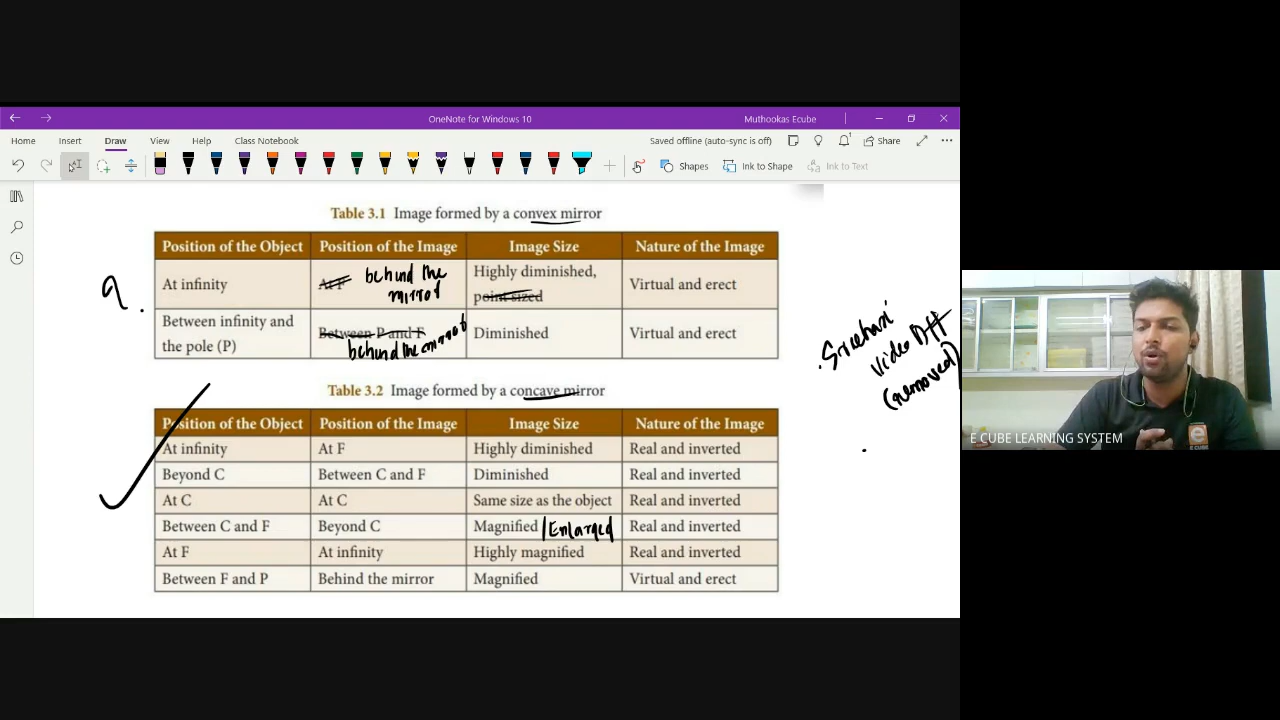 OneNote for Windows 10
Muthookas Ecube
Home Insert Draw View Help Class Notebook
Saved offline (auto-sync is off)
Share
Shapes
Ink to Shape
Ink to Text
Table 3.1 Image formed by a convex mirror
Position of the Object Position of the Image Image Size Nature of the Image
At infinity At F behind the mirror Highly diminished, point sized Virtual and erect
Between infinity and the pole (P) Between P and F behind the mirror Diminished Virtual and erect
9.
Table 3.2 Image formed by a concave mirror
Position of the Object Position of the Image Image Size Nature of the Image
At infinity At F Highly diminished Real and inverted
Beyond C Between C and F Diminished Real and inverted
At C At C Same size as the object Real and inverted
Between C and F Beyond C Magnified /Enlarged Real and inverted
At F At infinity Highly magnified Real and inverted
Between F and P Behind the mirror Magnified Virtual and erect
Sreehari
Video Off
(removed)
E CUBE LEARNING SYSTEM